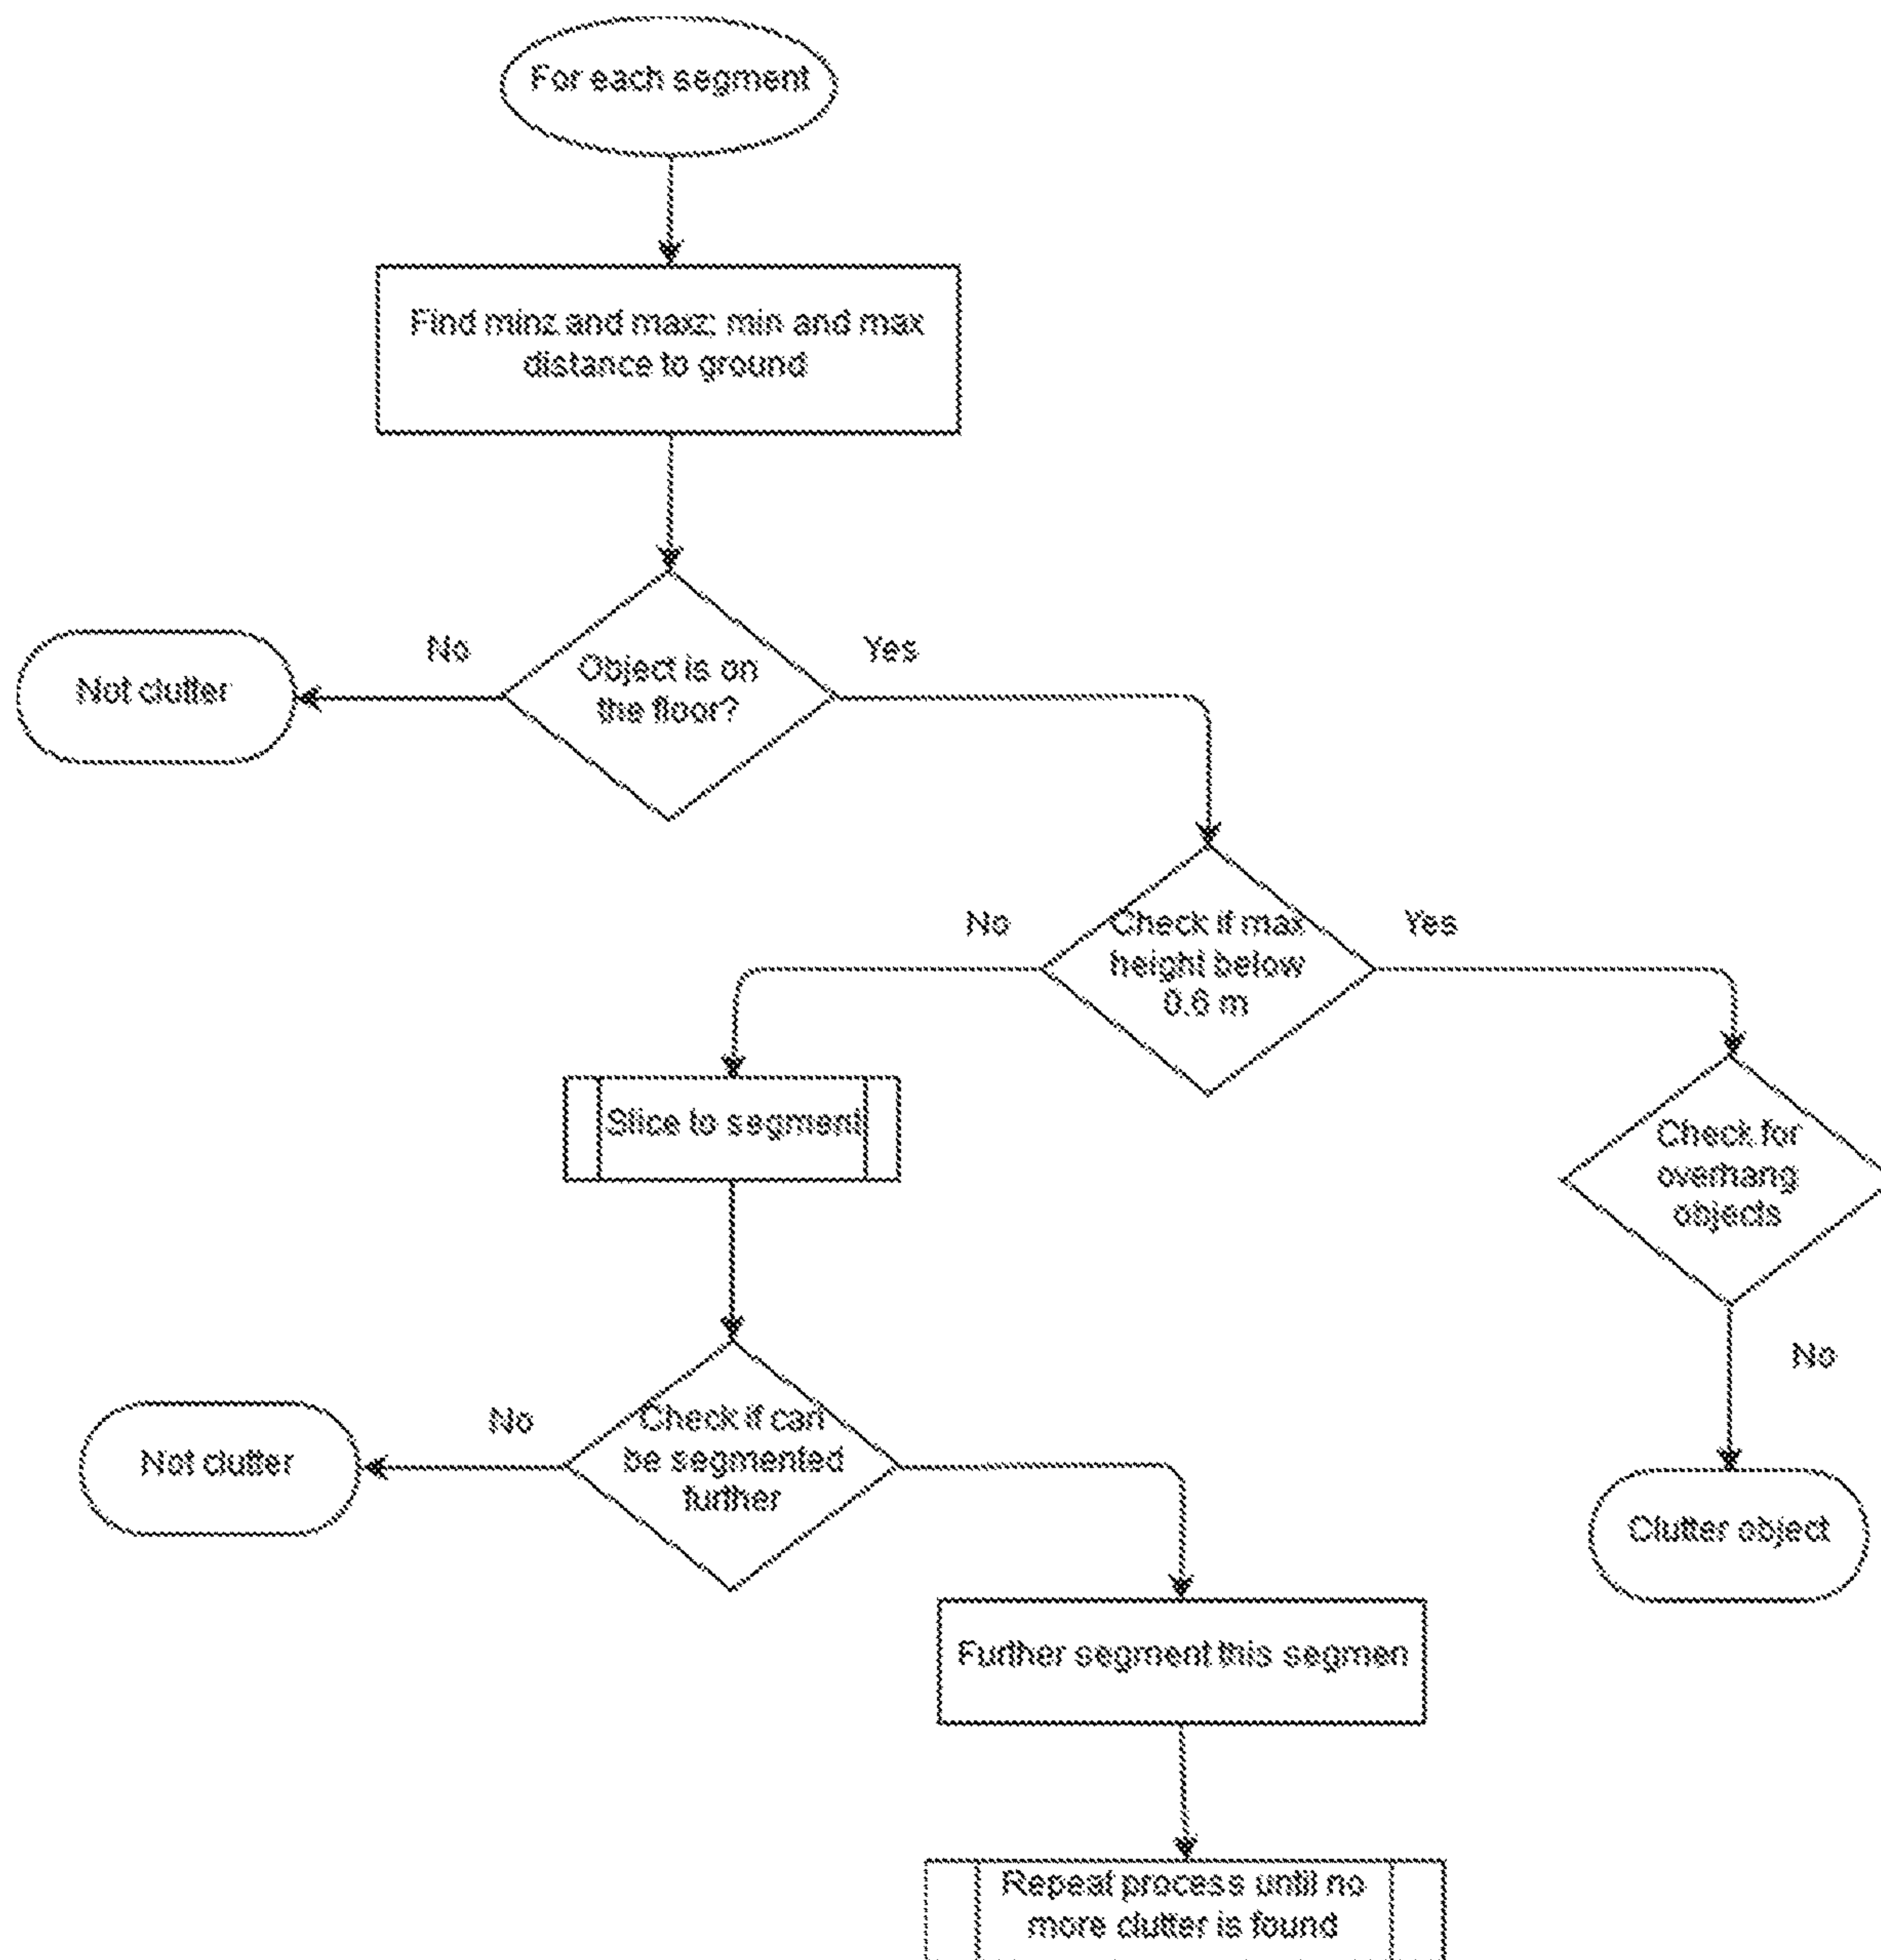 For each segment
Find minz and maxz; min and max
distance to ground
No
Yes
Object is on
the floor?
Not clutter
No
Yes
Check if max
height below
0.6 m
Slice to segment
Check for
overhang
objects
No
No
Check if can
be segmented
further
Not clutter
Clutter object
Further segment this segmen
Repeat process until no
more clutter is found